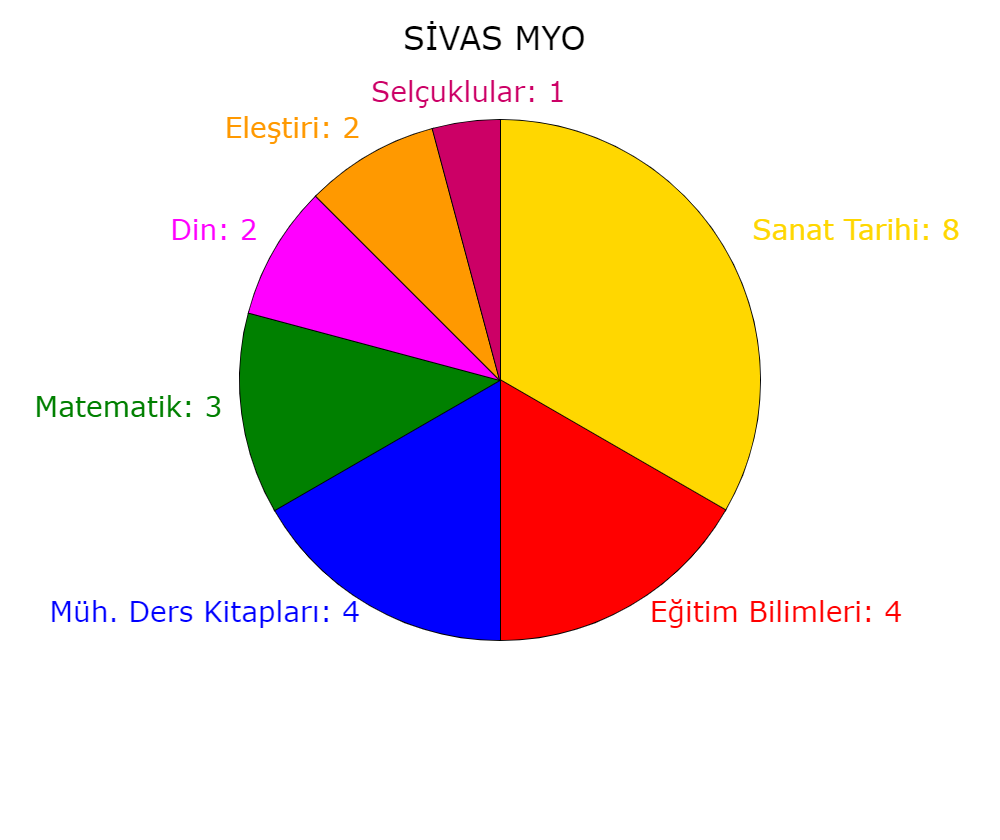 SİVAS MYO
Selçuklular: 1
Eleştiri: 2
Din: 2
Sanat Tarihi: 8
Matematik: 3
Müh. Ders Kitapları: 4
Eğitim Bilimleri: 4